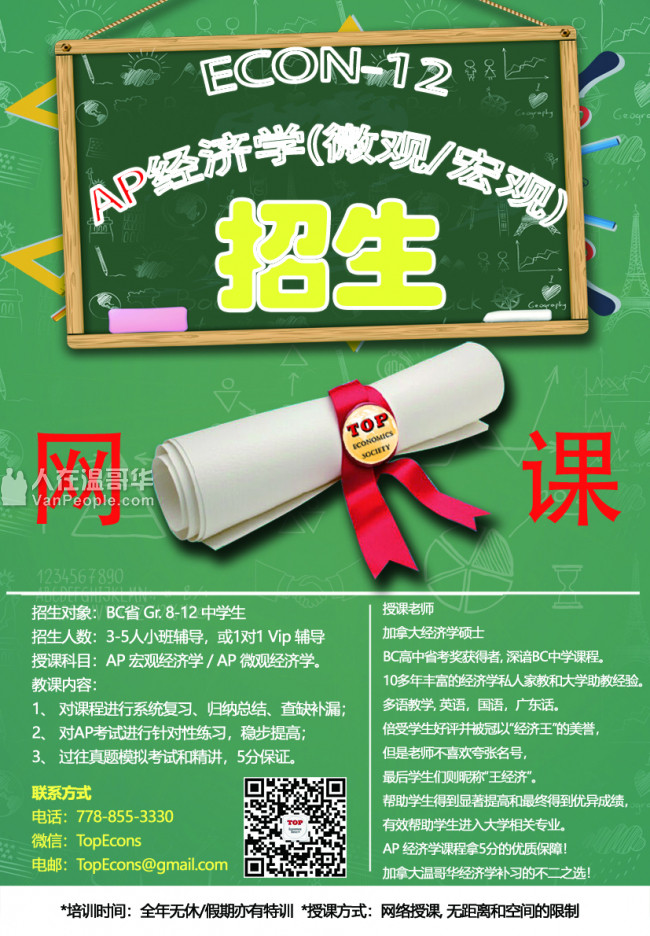 ECON-12
AP经济学(微观/宏观)
招生
Geography
TOP
ECONOMICS
SOCIETY
网
课
人在温哥华
VanPeople.com
1234567890
招生对象：BC省 Gr. 8-12 中学生
招生人数：3-5人小班辅导，或1对1 Vip 辅导
授课科目：AP 宏观经济学 / AP 微观经济学。
教课内容：
1、 对课程进行系统复习、归纳总结、查缺补漏；
2、 对AP考试进行针对性练习，稳步提高；
3、 过往真题模拟考试和精讲，5分保证。
联系方式
电话：778-855-3330
微信：TopEcons
电邮：TopEcons@gmail.com
TOP
授课老师
加拿大经济学硕士
BC高中省考奖获得者, 深谙BC中学课程。
10多年丰富的经济学私人家教和大学助教经验。
多语教学, 英语，国语，广东话。
倍受学生好评并被冠以“经济王”的美誉，
但是老师不喜欢夸张名号，
最后学生们则昵称“王经济”。
帮助学生得到显著提高和最终得到优异成绩，
有效帮助学生进入大学相关专业。
AP 经济学课程拿5分的优质保障！
加拿大温哥华经济学补习的不二之选！
*培训时间：全年无休/假期亦有特训 *授课方式：网络授课, 无距离和空间的限制